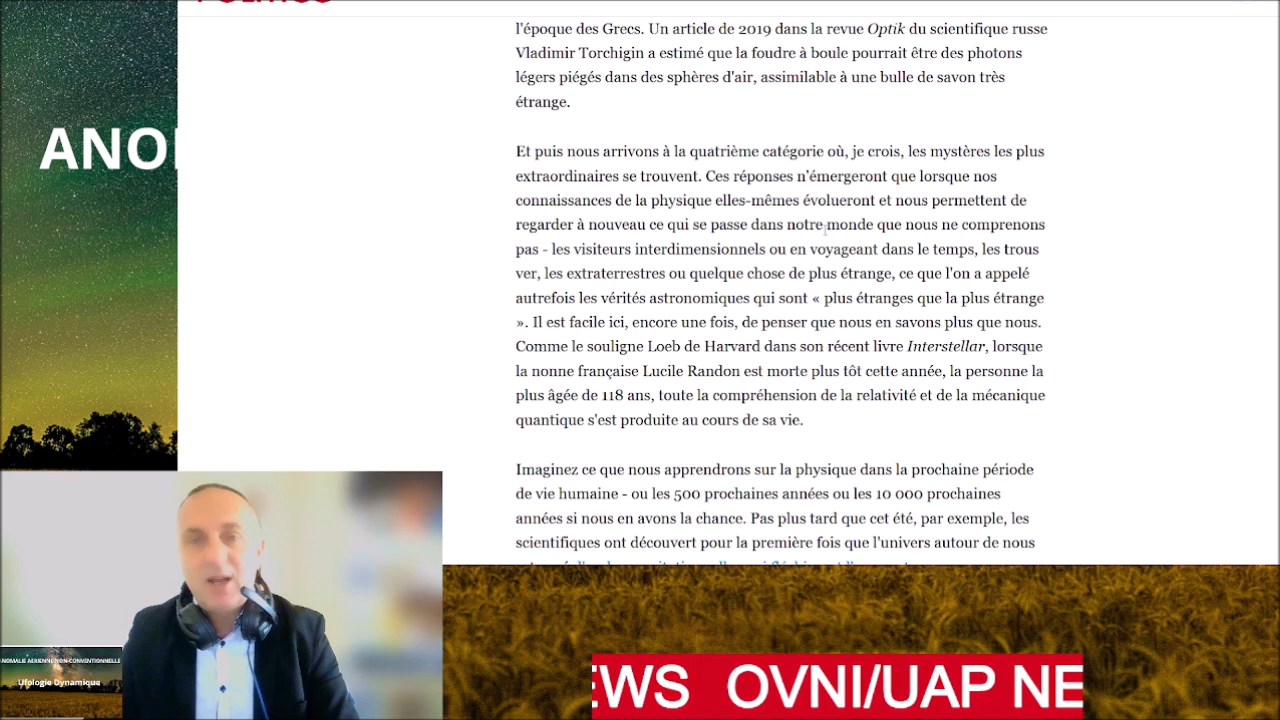 l'époque des Grecs. Un article de 2019 dans la revue Optik du scientifique russe
Vladimir Torchigin a estimé que la foudre à boule pourrait être des photons
légers piégés dans des sphères d'air, assimilable à une bulle de savon très
étrange.
Et puis nous arrivons à la quatrième catégorie où, je crois, les mystères les plus
extraordinaires se trouvent. Ces réponses n'émergeront que lorsque nos
connaissances de la physique elles-mêmes évolueront et nous permettent de
regarder à nouveau ce qui se passe dans notre monde que nous ne comprenons
pas - les visiteurs interdimensionnels ou en voyageant dans le temps, les trous
ver, les extraterrestres ou quelque chose de plus étrange, ce que l'on a appelé
autrefois les vérités astronomiques qui sont « plus étranges que la plus étrange
». Il est facile ici, encore une fois, de penser que nous en savons plus que nous.
Comme le souligne Loeb de Harvard dans son récent livre Interstellar, lorsque
la nonne française Lucile Randon est morte plus tôt cette année, la personne la
plus âgée de 118 ans, toute la compréhension de la relativité et de la mécanique
quantique s'est produite au cours de sa vie.
Imaginez ce que nous apprendrons sur la physique dans la prochaine période
de vie humaine - ou les 500 prochaines années ou les 10 000 prochaines
années si nous en avons la chance. Pas plus tard que cet été, par exemple, les
scientifiques ont découvert pour la première fois que l'univers autour de nous
ANO
ANOMALIE AERIENNE NON-CONVENTIONNELLE
Ufologie Dynamique
EWS OVNI/UAP NE